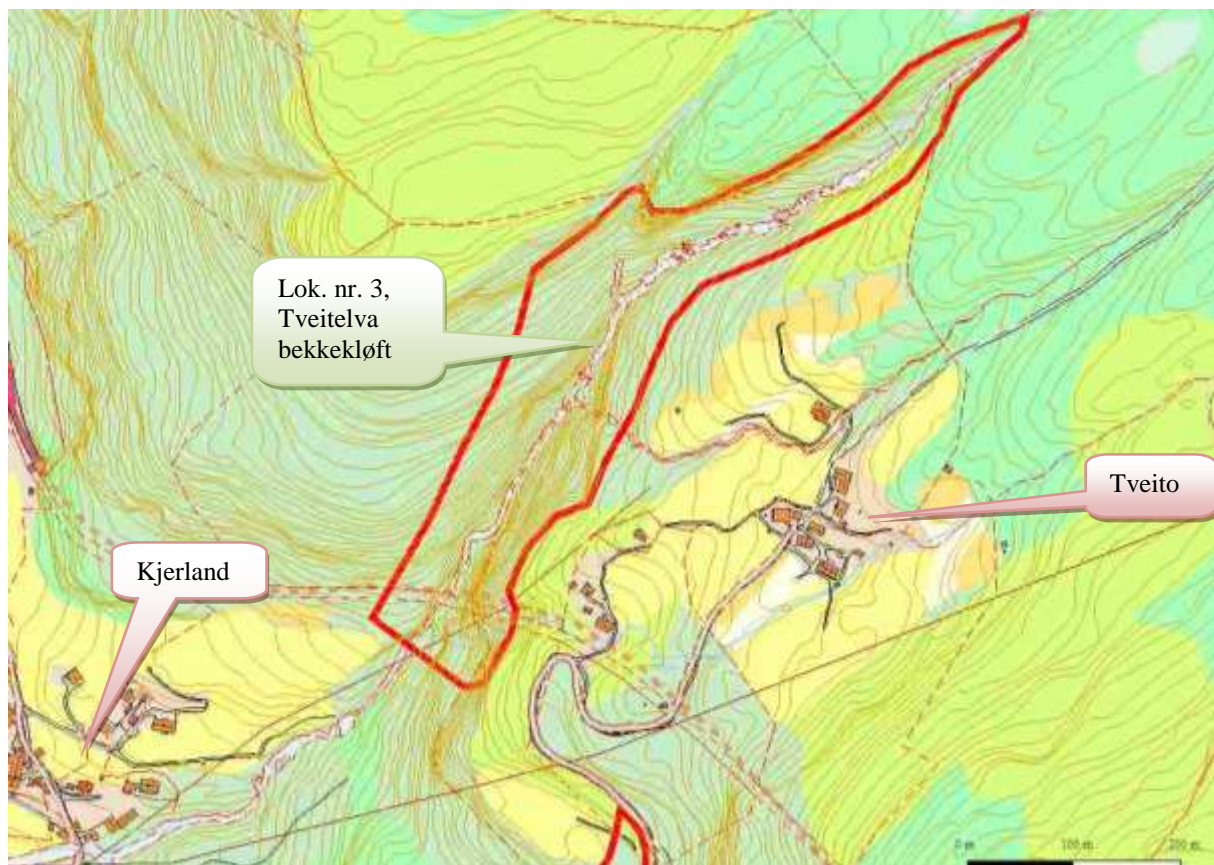 Lok. nr. 3,
Tveitelva
bekkekløft
Tveito
Kjerland
0 m 100 m. 200 m.